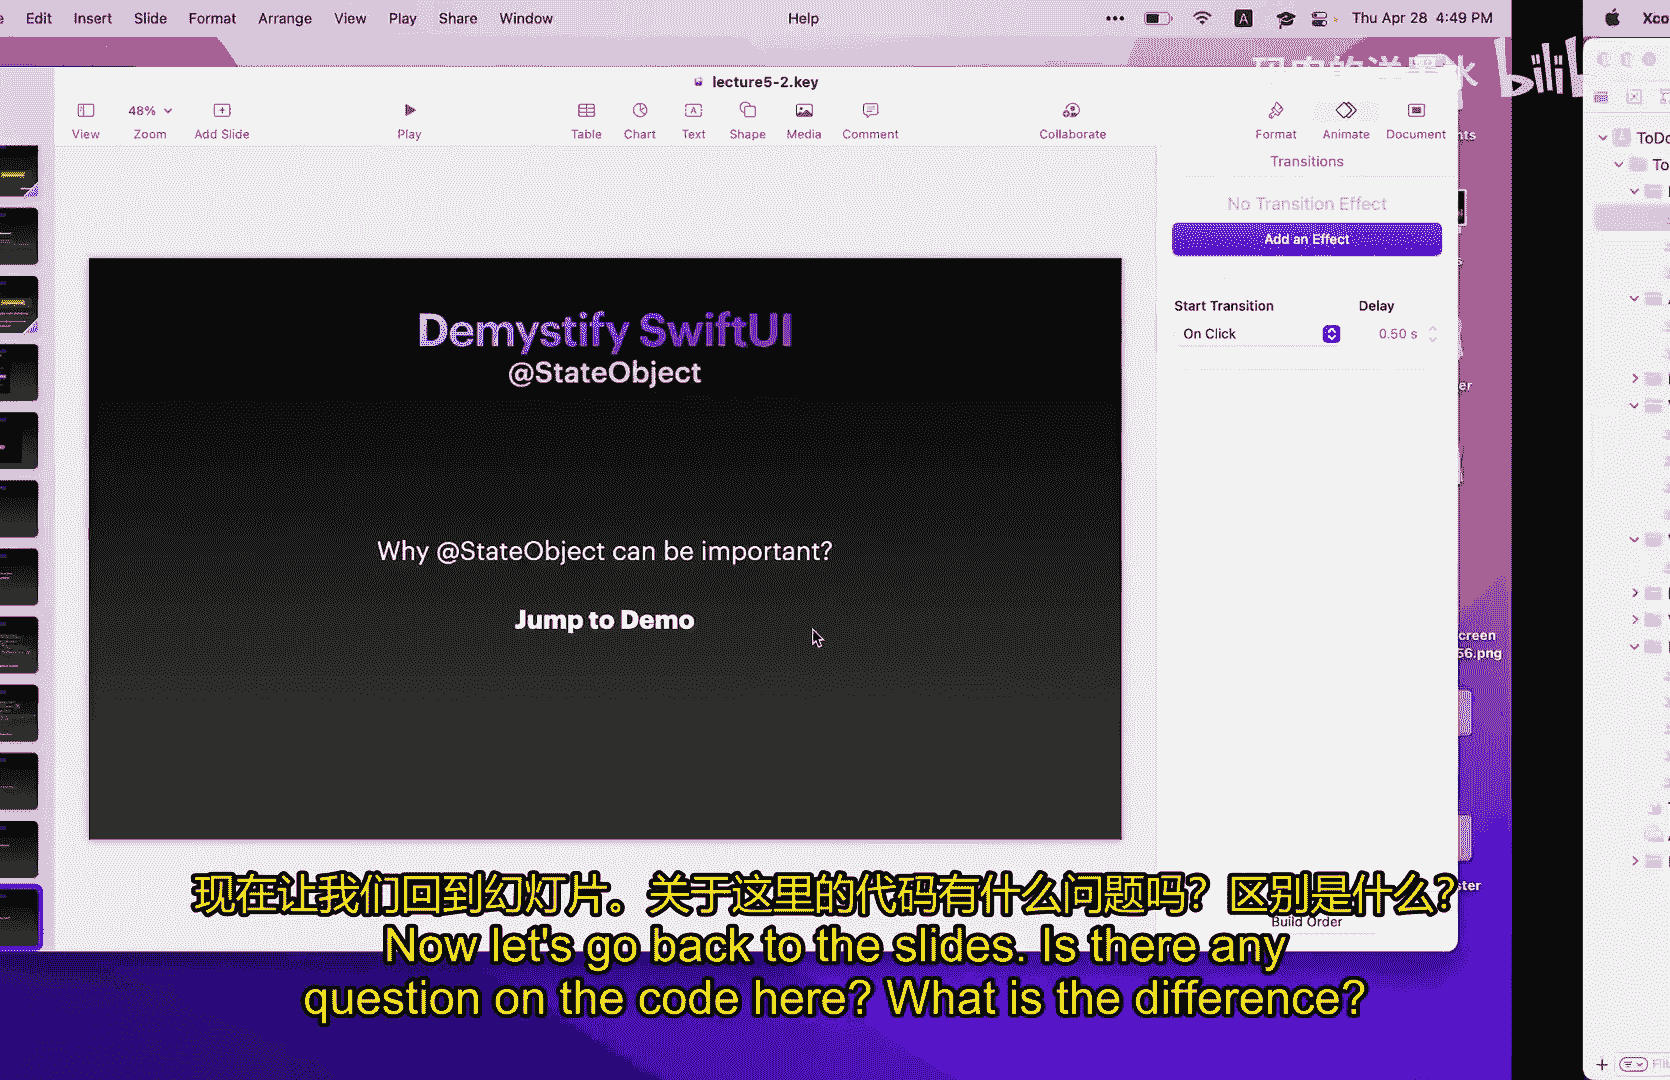 Edit Insert Slide Format Arrange View Play Share Window Help A Thu Apr 28 4:49 PM
lecture5-2.key
48%
View Zoom Add Slide Play Table Chart Text Shape Media Comment Collaborate Format Animate Document
Transitions
No Transition Effect
Add an Effect
Start Transition Delay
On Click 0.50 s
Demystify SwiftUI
@StateObject
Why @StateObject can be important?
Jump to Demo
Build Order
56.png
现在让我们回到幻灯片。关于这里的代码有什么问题吗？区别是什么？
Now let's go back to the slides. Is there any
question on the code here? What is the difference?